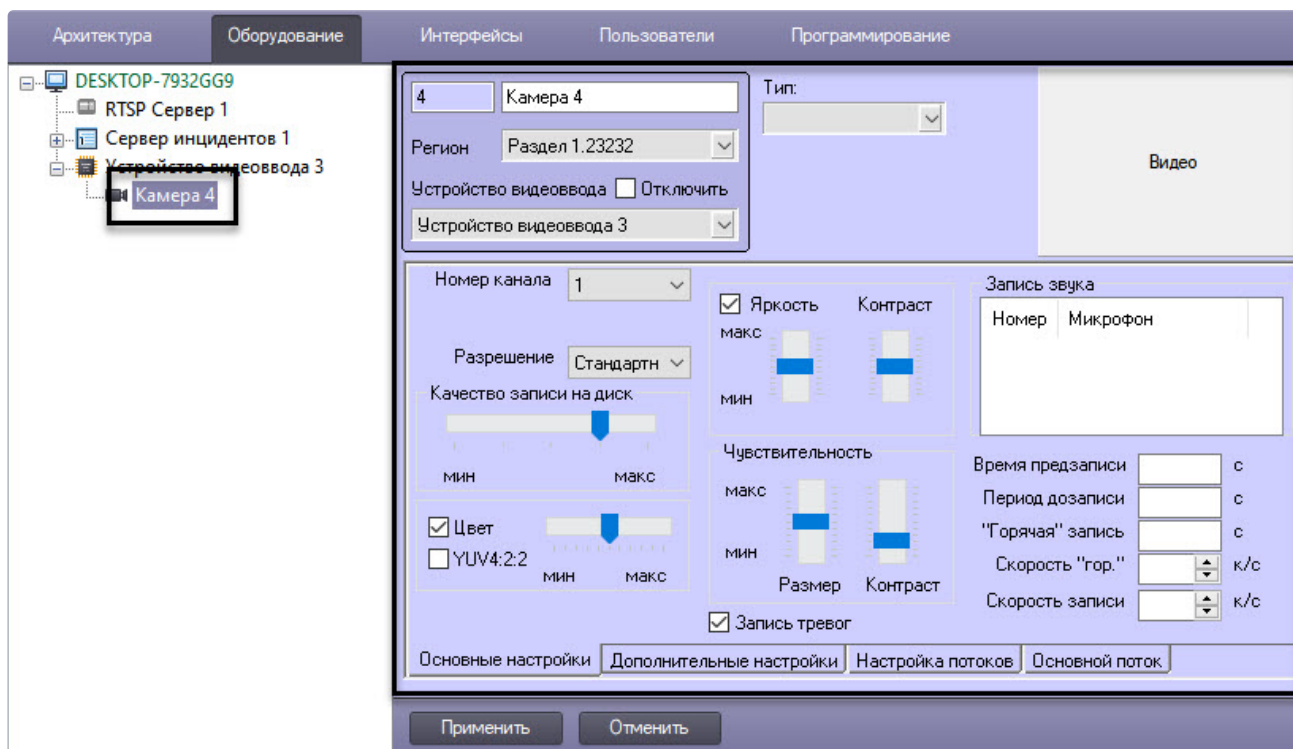 Архитектура Оборудование Интерфейсы Пользователи Программирование
DESKTOP-7932GG9
RTSP Сервер 1
Сервер инцидентов 1
Устройство видеоввода 3
Камера 4
4 Камера 4
Тип:
Регион Раздел 1.23232
Устройство видеоввода Отключить
Устройство видеоввода 3
Видео
Номер канала 1
Разрешение Стандартн
Качество записи на диск
мин макс
Цвет
YUV4:2:2
мин макс
Яркость Контраст
макс
мин
Чувствительность
макс
мин
Размер Контраст
Запись тревог
Запись звука
Номер Микрофон
Время предзаписи с
Период дозаписи с
"Горячая" запись с
Скорость "гор." к/с
Скорость записи к/с
Основные настройки Дополнительные настройки Настройка потоков Основной поток
Применить Отменить